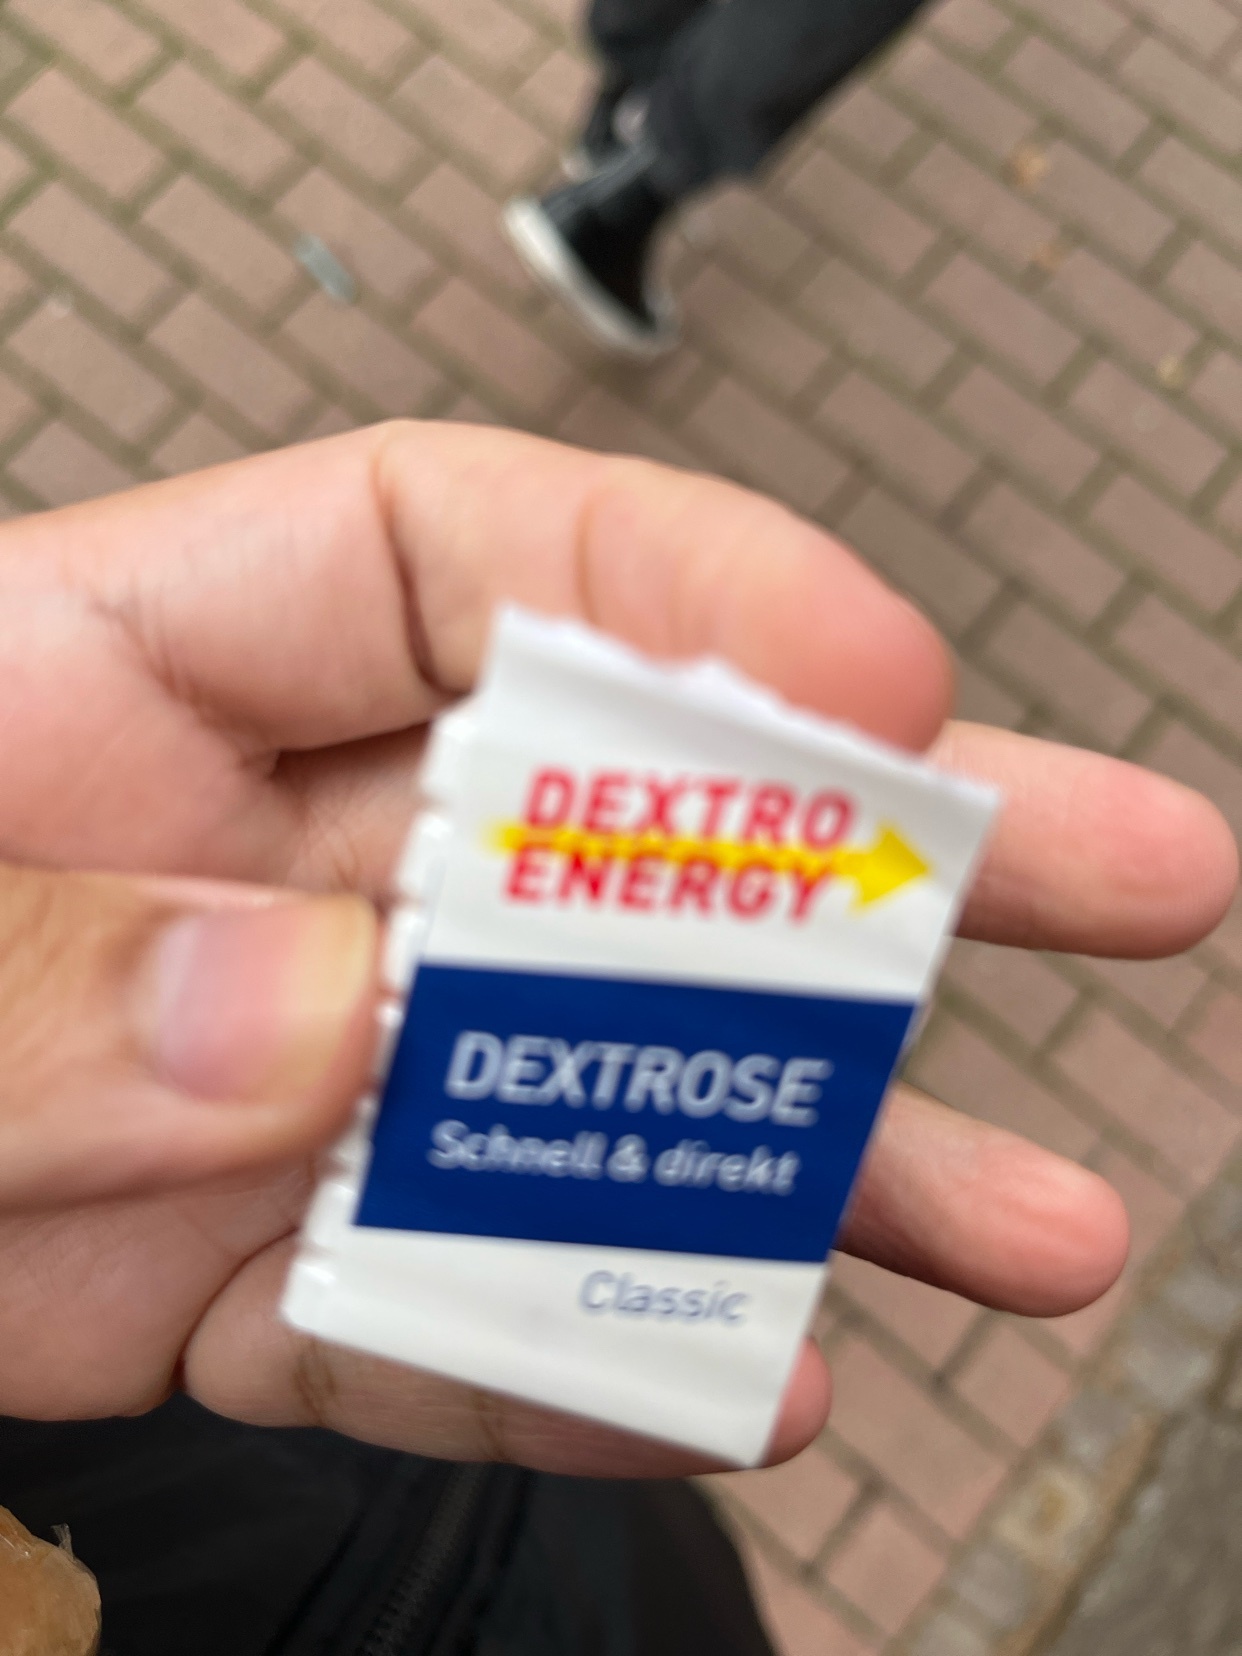 DEXTRO
ENERGY
DEXTROSE
Schnell & direkt
Classic